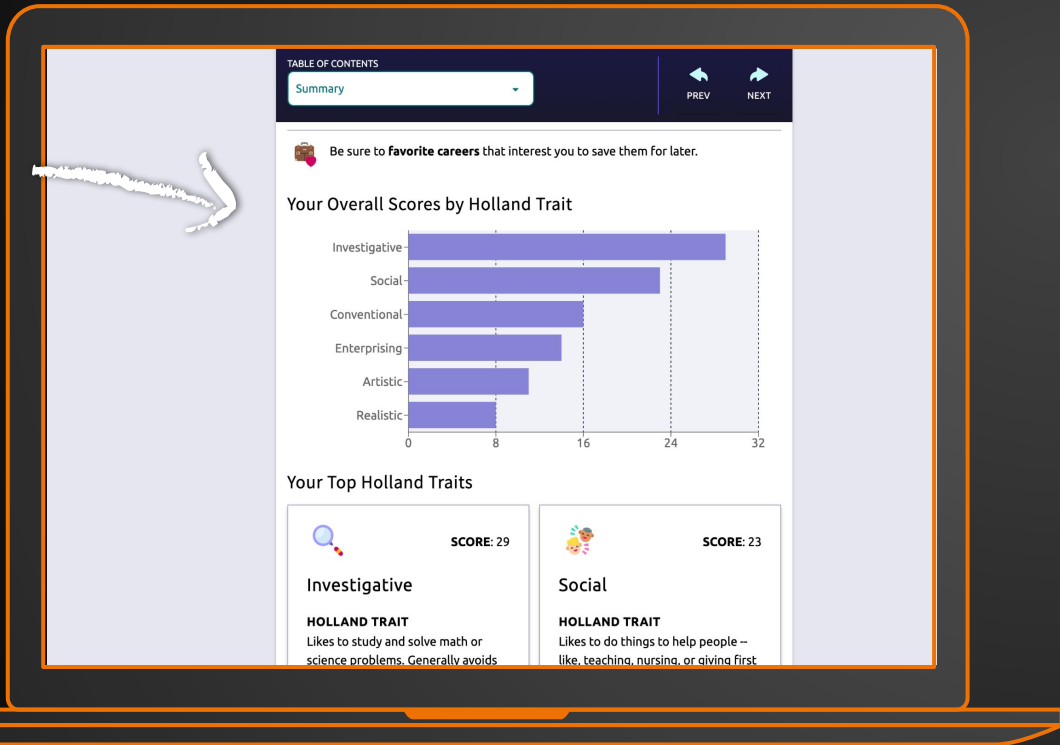 TABLE OF CONTENTS
Summary
PREV
NEXT
Be sure to favorite careers that interest you to save them for later.
Your Overall Scores by Holland Trait
Investigative
Social
Conventional
Enterprising
Artistic
Realistic
0 8 16 24 32
Your Top Holland Traits
SCORE: 29
Investigative
HOLLAND TRAIT
Likes to study and solve math or
science problems. Generally avoids
SCORE: 23
Social
HOLLAND TRAIT
Likes to do things to help people --
like, teaching, nursing, or giving first